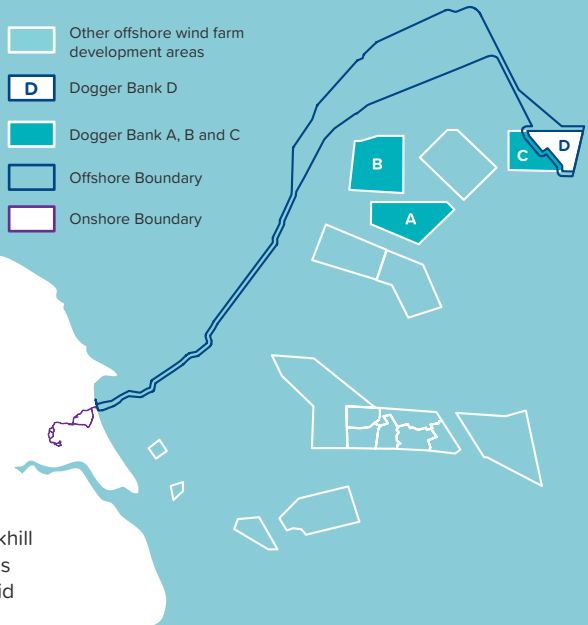 Other offshore wind farm
development areas
D
Dogger Bank D
Dogger Bank A, B and C
Offshore Boundary
Onshore Boundary
B
A
C
D